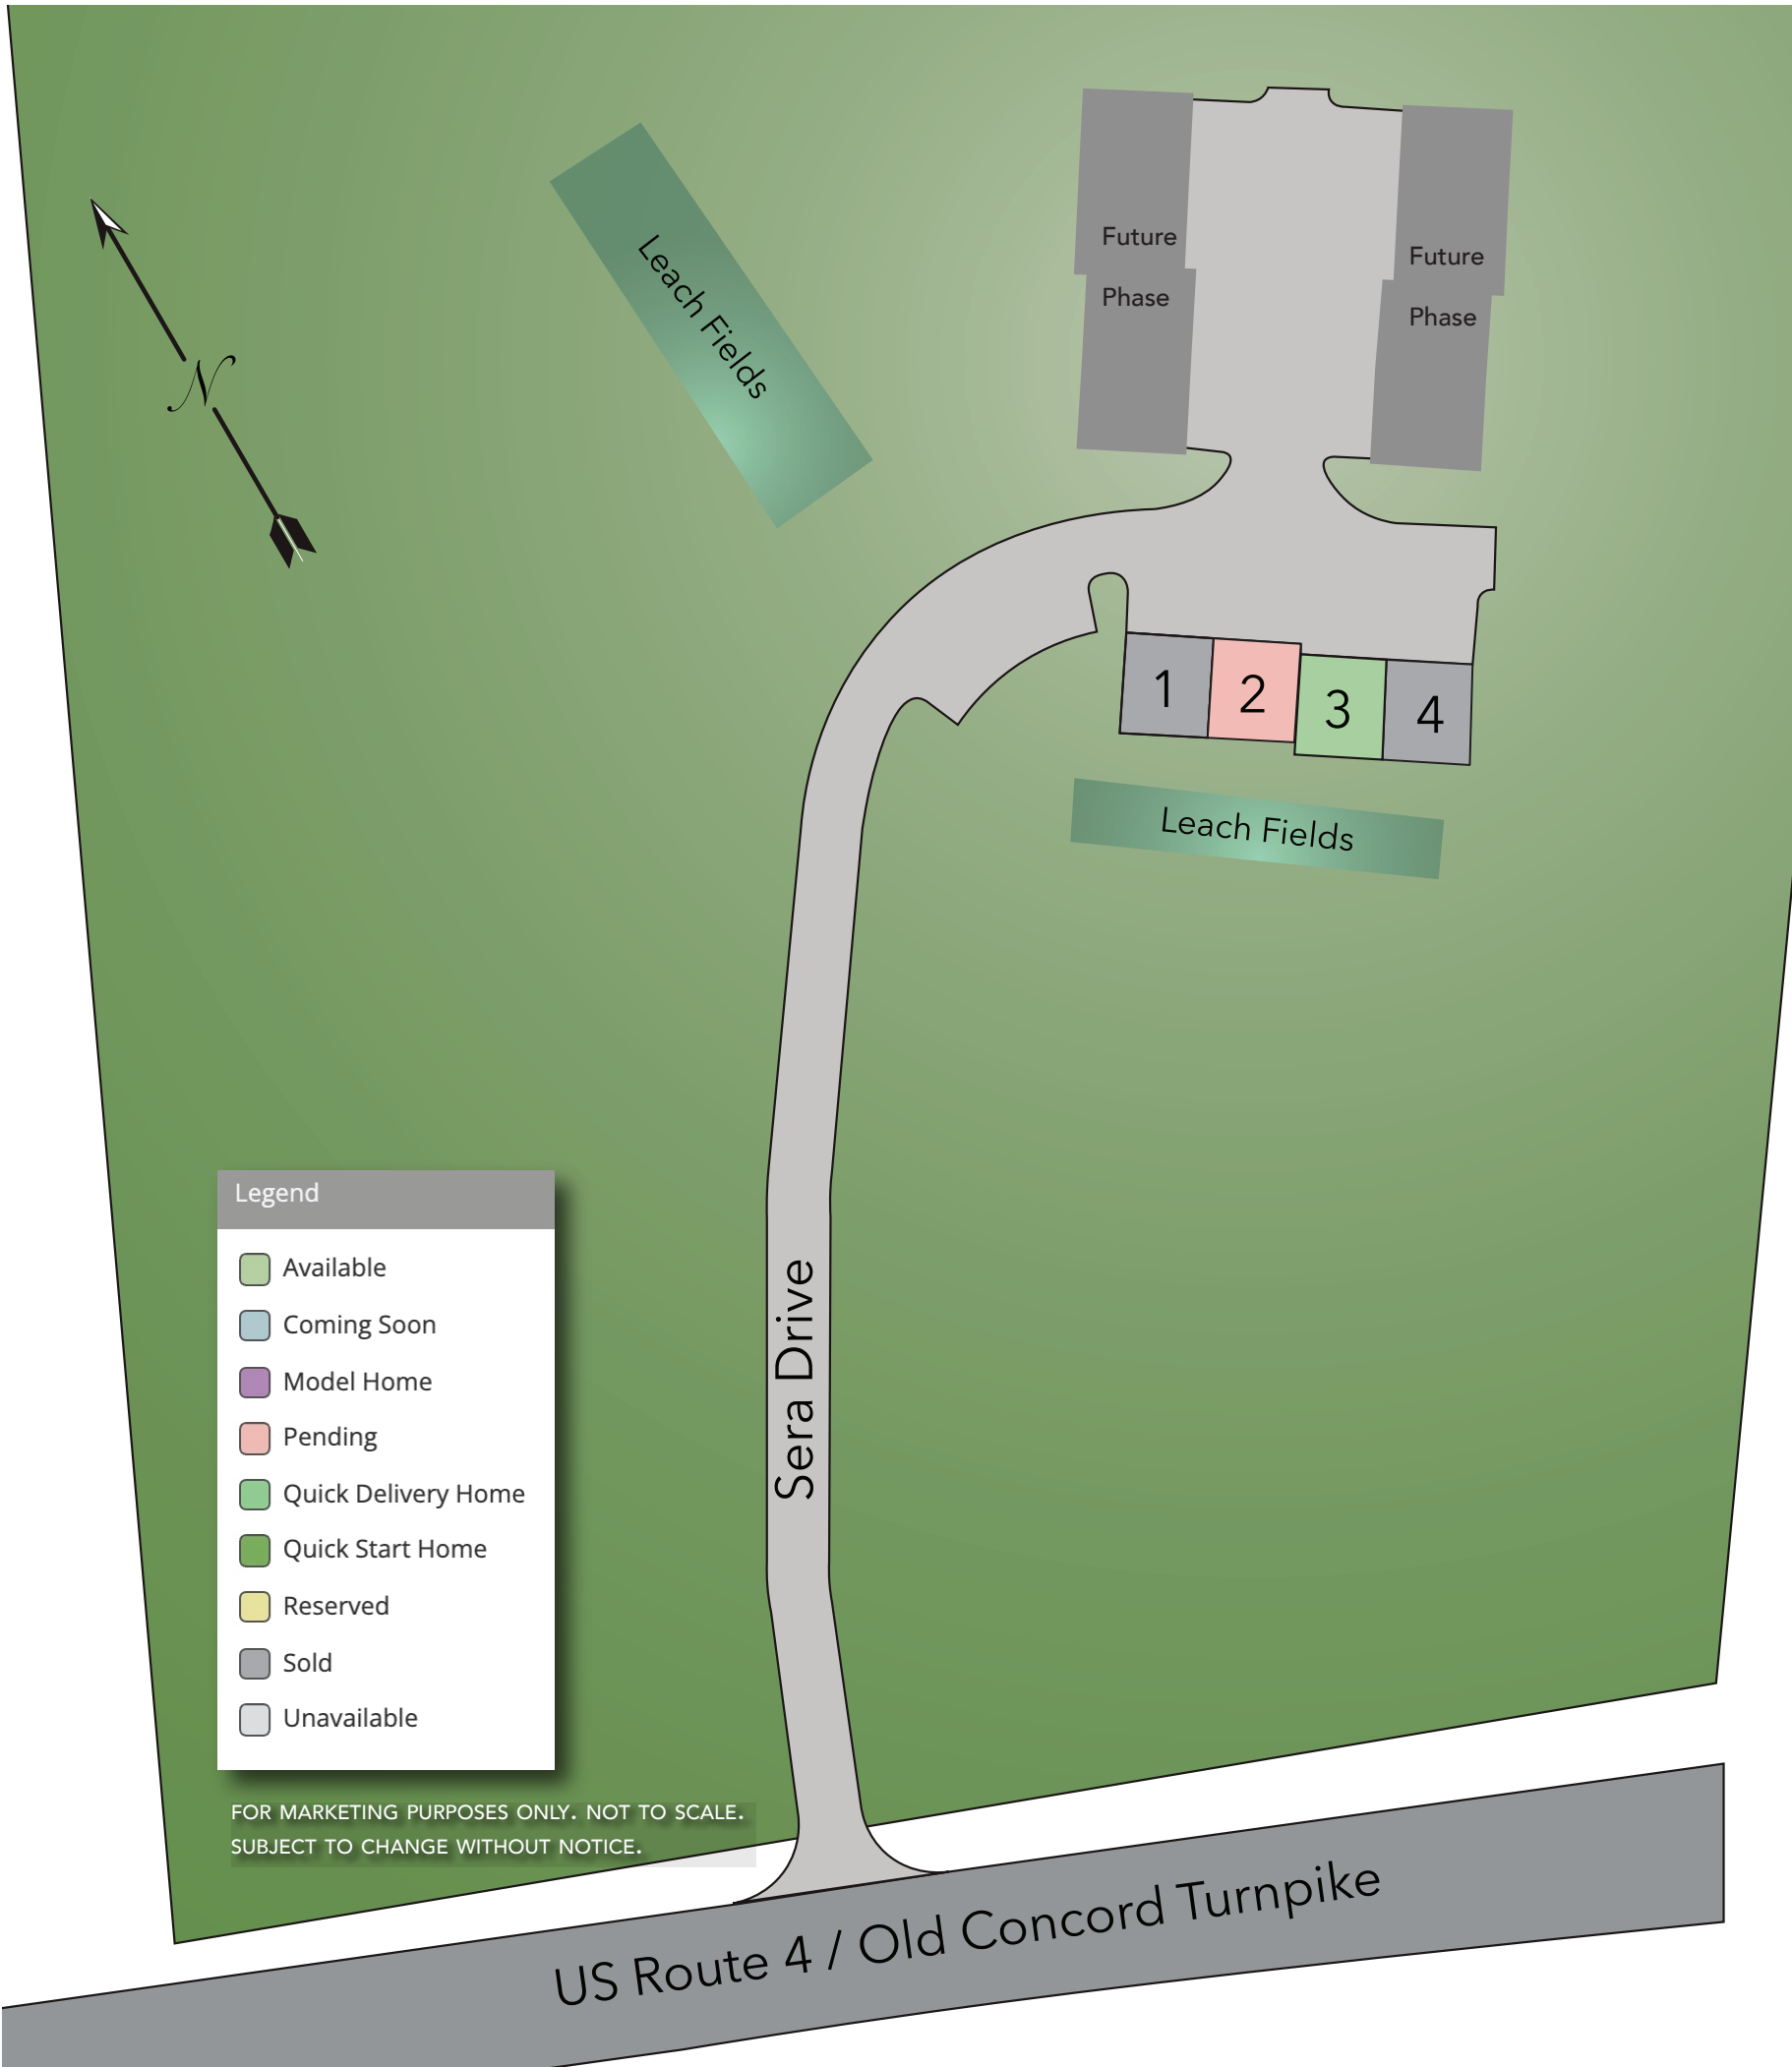 Future
Phase
Future
Phase
Leach Fields
N
1
2
3
4
Leach Fields
Sera Drive
Legend
Available
Coming Soon
Model Home
Pending
Quick Delivery Home
Quick Start Home
Reserved
Sold
Unavailable
FOR MARKETING PURPOSES ONLY. NOT TO SCALE.
SUBJECT TO CHANGE WITHOUT NOTICE.
US Route 4 / Old Concord Turnpike